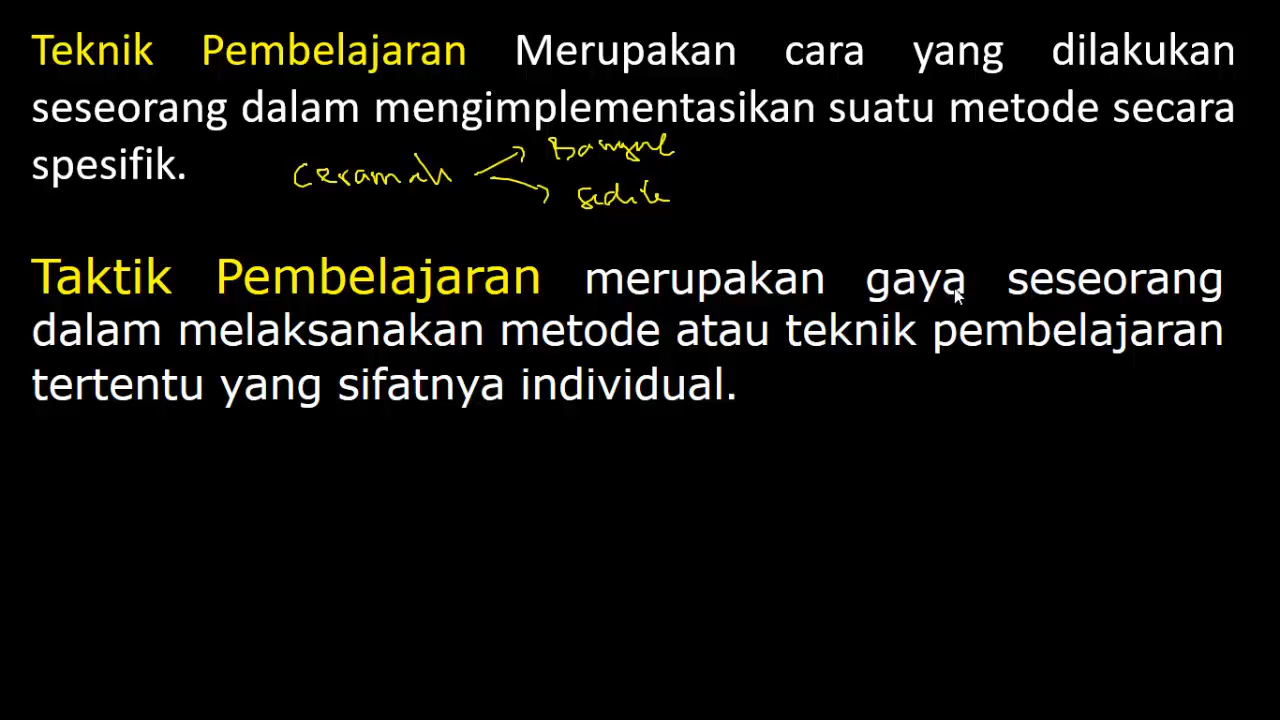 Teknik Pembelajaran Merupakan cara yang dilakukan
seseorang dalam mengimplementasikan suatu metode secara
spesifik.
Ceramah
Banyak
sedikit
Taktik Pembelajaran merupakan gaya seseorang
dalam melaksanakan metode atau teknik pembelajaran
tertentu yang sifatnya individual.